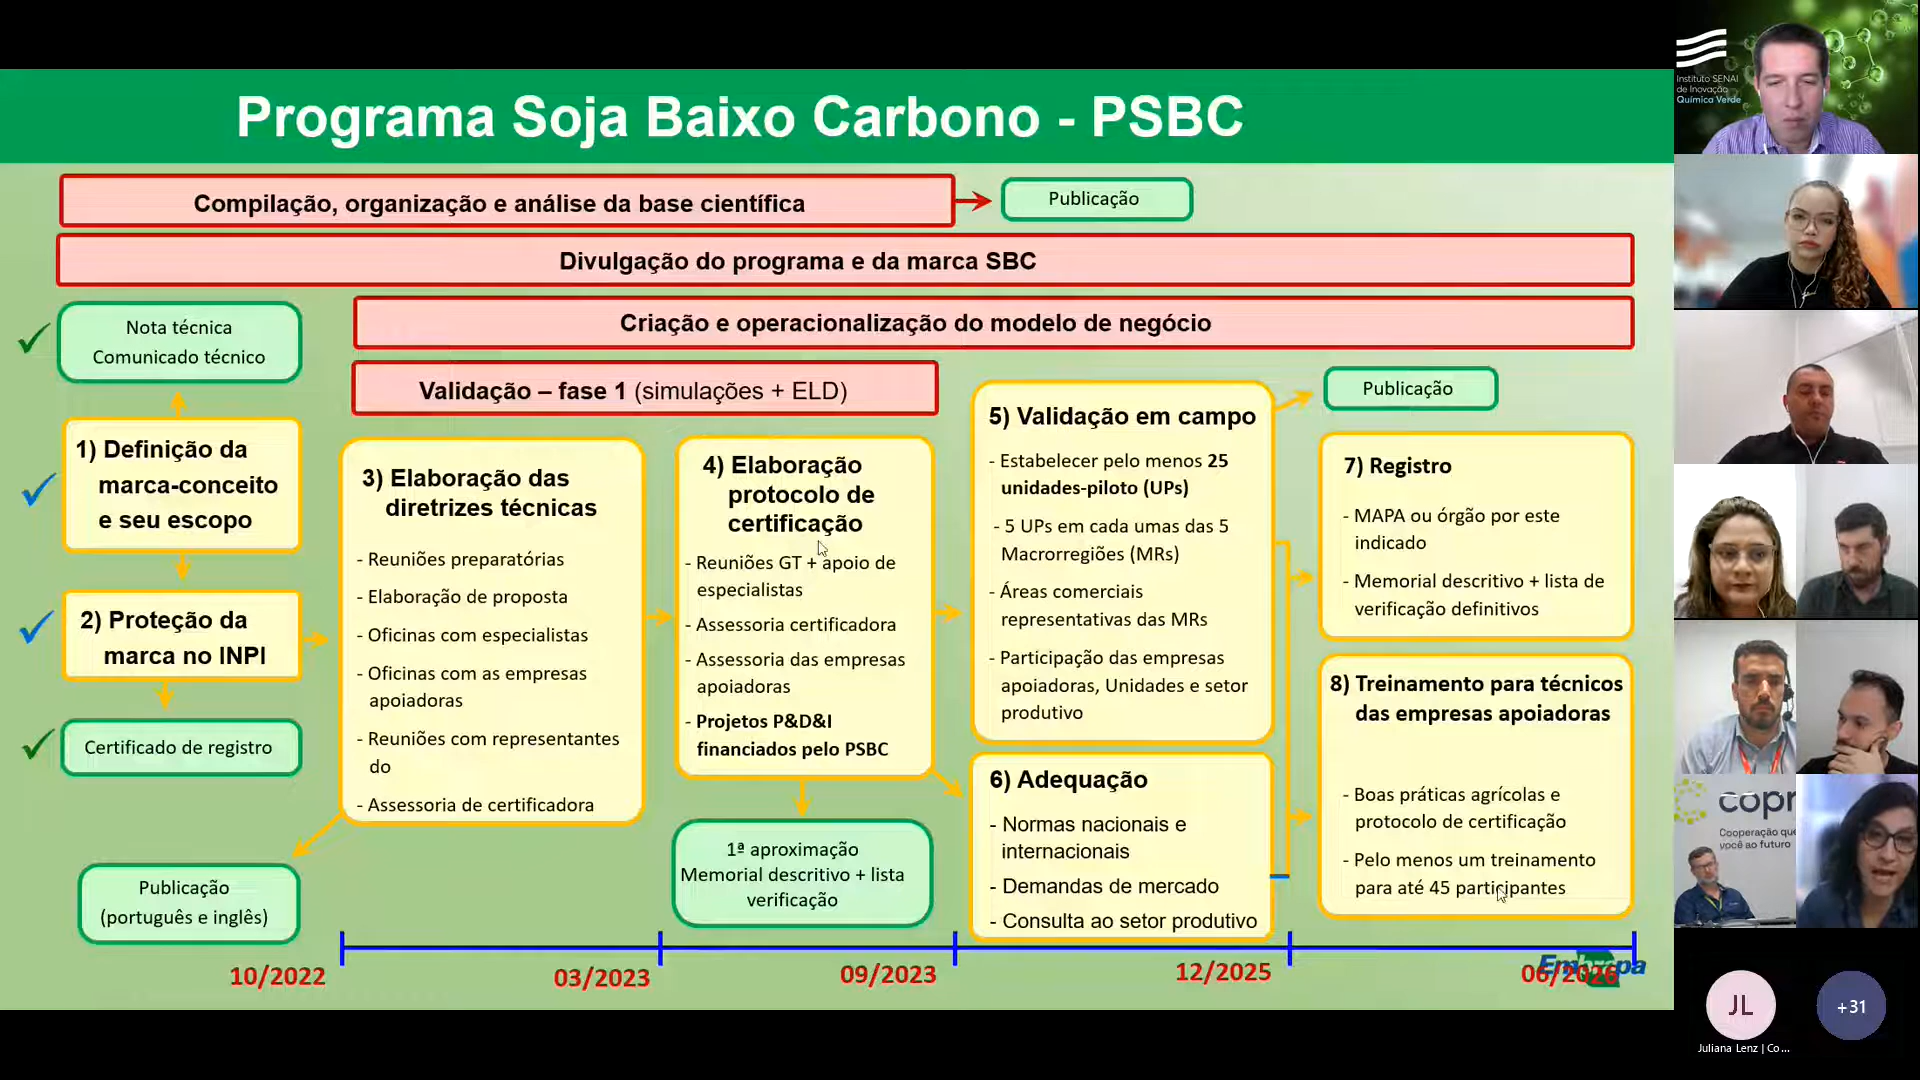 Programa Soja Baixo Carbono - PSBC
Compilação, organização e análise da base científica
Publicação
Divulgação do programa e da marca SBC
Criação e operacionalização do modelo de negócio
Validação – fase 1 (simulações + ELD)
Nota técnica
Comunicado técnico
1) Definição da
marca-conceito
e seu escopo
2) Proteção da
marca no INPI
Certificado de registro
Publicação
(português e inglês)
3) Elaboração das
diretrizes técnicas
- Reuniões preparatórias
- Elaboração de proposta
- Oficinas com especialistas
- Oficinas com as empresas
apoiadoras
- Reuniões com representantes
do
- Assessoria de certificadora
4) Elaboração
protocolo de
certificação
- Reuniões GT + apoio de
especialistas
- Assessoria certificadora
- Assessoria das empresas
apoiadoras
- Projetos P&D&I
financiados pelo PSBC
1ª aproximação
Memorial descritivo + lista
verificação
5) Validação em campo
- Estabelecer pelo menos 25
unidades-piloto (UPs)
- 5 UPs em cada umas das 5
Macrorregiões (MRs)
- Áreas comerciais
representativas das MRs
- Participação das empresas
apoiadoras, Unidades e setor
produtivo
6) Adequação
- Normas nacionais e
internacionais
- Demandas de mercado
- Consulta ao setor produtivo
Publicação
7) Registro
- MAPA ou órgão por este
indicado
- Memorial descritivo + lista de
verificação definitivos
8) Treinamento para técnicos
das empresas apoiadoras
- Boas práticas agrícolas e
protocolo de certificação
- Pelo menos um treinamento
para até 45 participantes
10/2022
03/2023
09/2023
12/2025
06/2026
Embrapa
Instituto SENAI
de Inovação
Química Verde
copr
Cooperação que
você ao futuro
JL
+31
Juliana Lenz | Co...